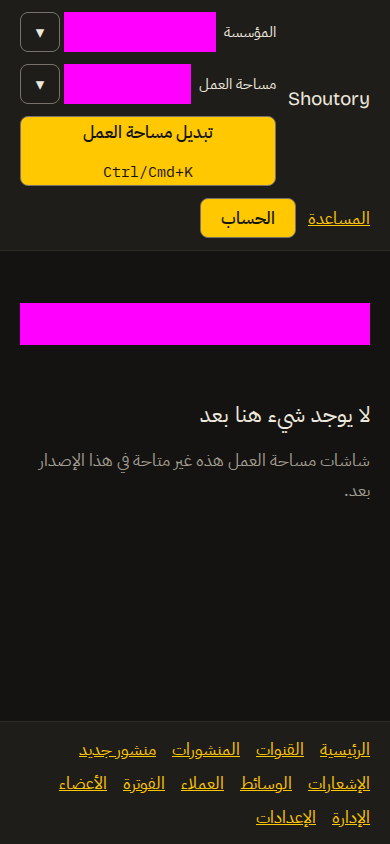 المؤسسة
▼
مساحة العمل
▼
Shoutory
تبديل مساحة العمل
Ctrl/Cmd+K
المساعدة
الحساب
لا يوجد شيء هنا بعد
شاشات مساحة العمل هذه غير متاحة في هذا الإصدار
بعد.
الرئيسية القنوات المنشورات منشور جديد
الإشعارات الوسائط العملاء الفوترة الأعضاء
الإدارة الإعدادات